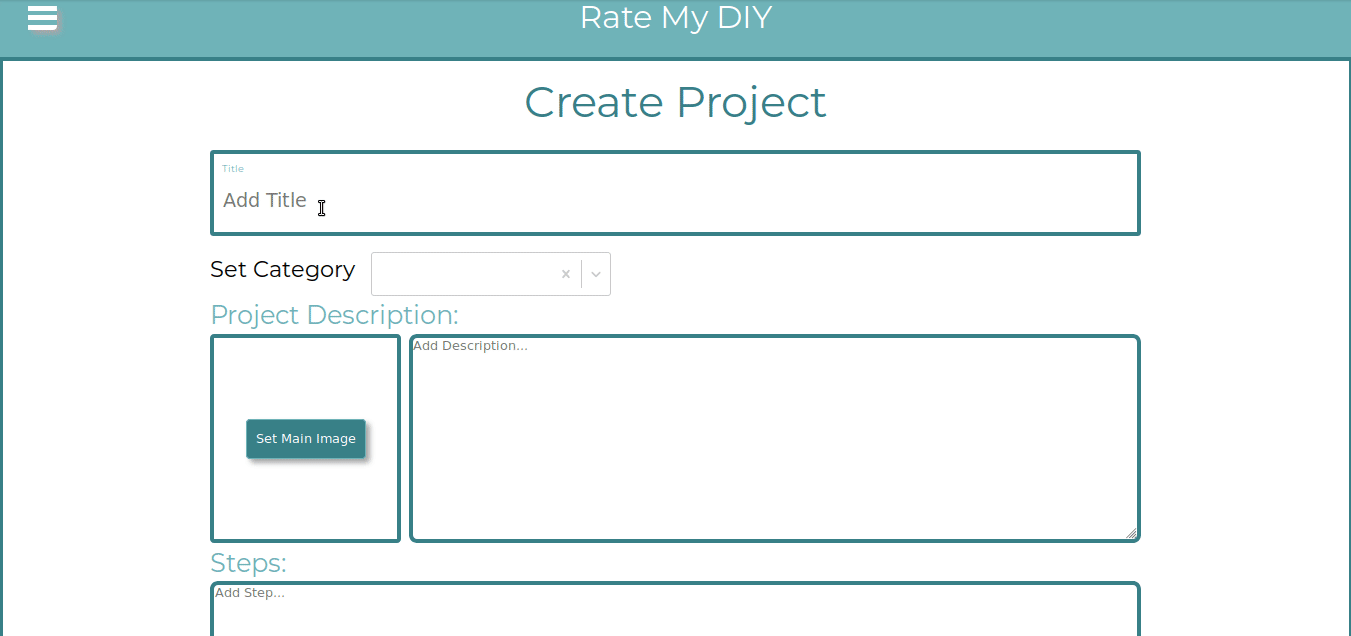 Rate My DIY
Create Project
Title
Add Title
Set Category
Project Description:
Set Main Image
Add Description...
Steps:
Add Step...